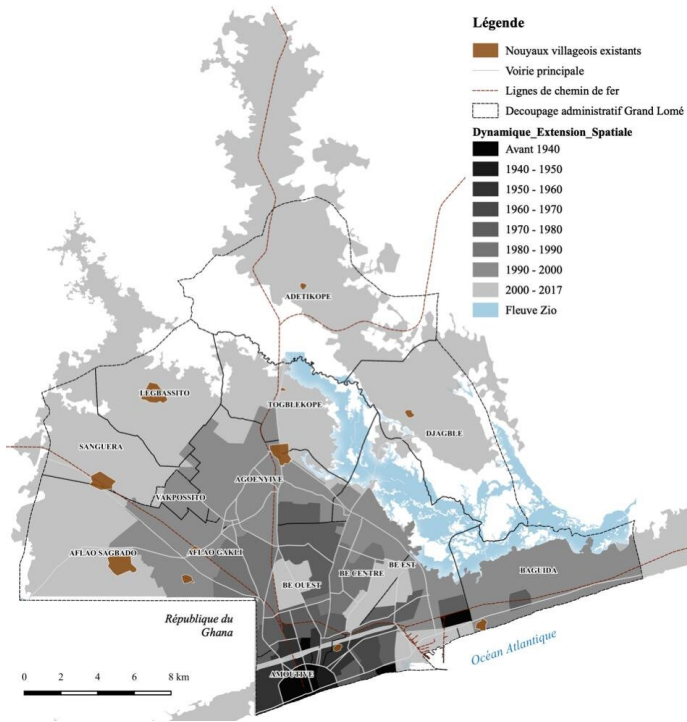 Légende
Nouyaux villageois existants
Voirie principale
Lignes de chemin de fer
Decoupage administratif Grand Lomé
Dynamique_Extension_Spatiale
Avant 1940
1940 - 1950
1950 - 1960
1960 - 1970
1970 - 1980
1980 - 1990
1990 - 2000
2000 - 2017
Fleuve Zio
ADETIKOPE
LEGBASSITO
TOGBLEKOPE
DJAGBLE
SANGUERA
AGOENYIVE
VAKPOSSITO
AFLAO SAGBADO
AFLAO GAKLI
BE EST
BE CENTRE
BE OUEST
BAGUIDA
République du
Ghana
Océan Atlantique
AMOUTIVE
0 2 4 8 km